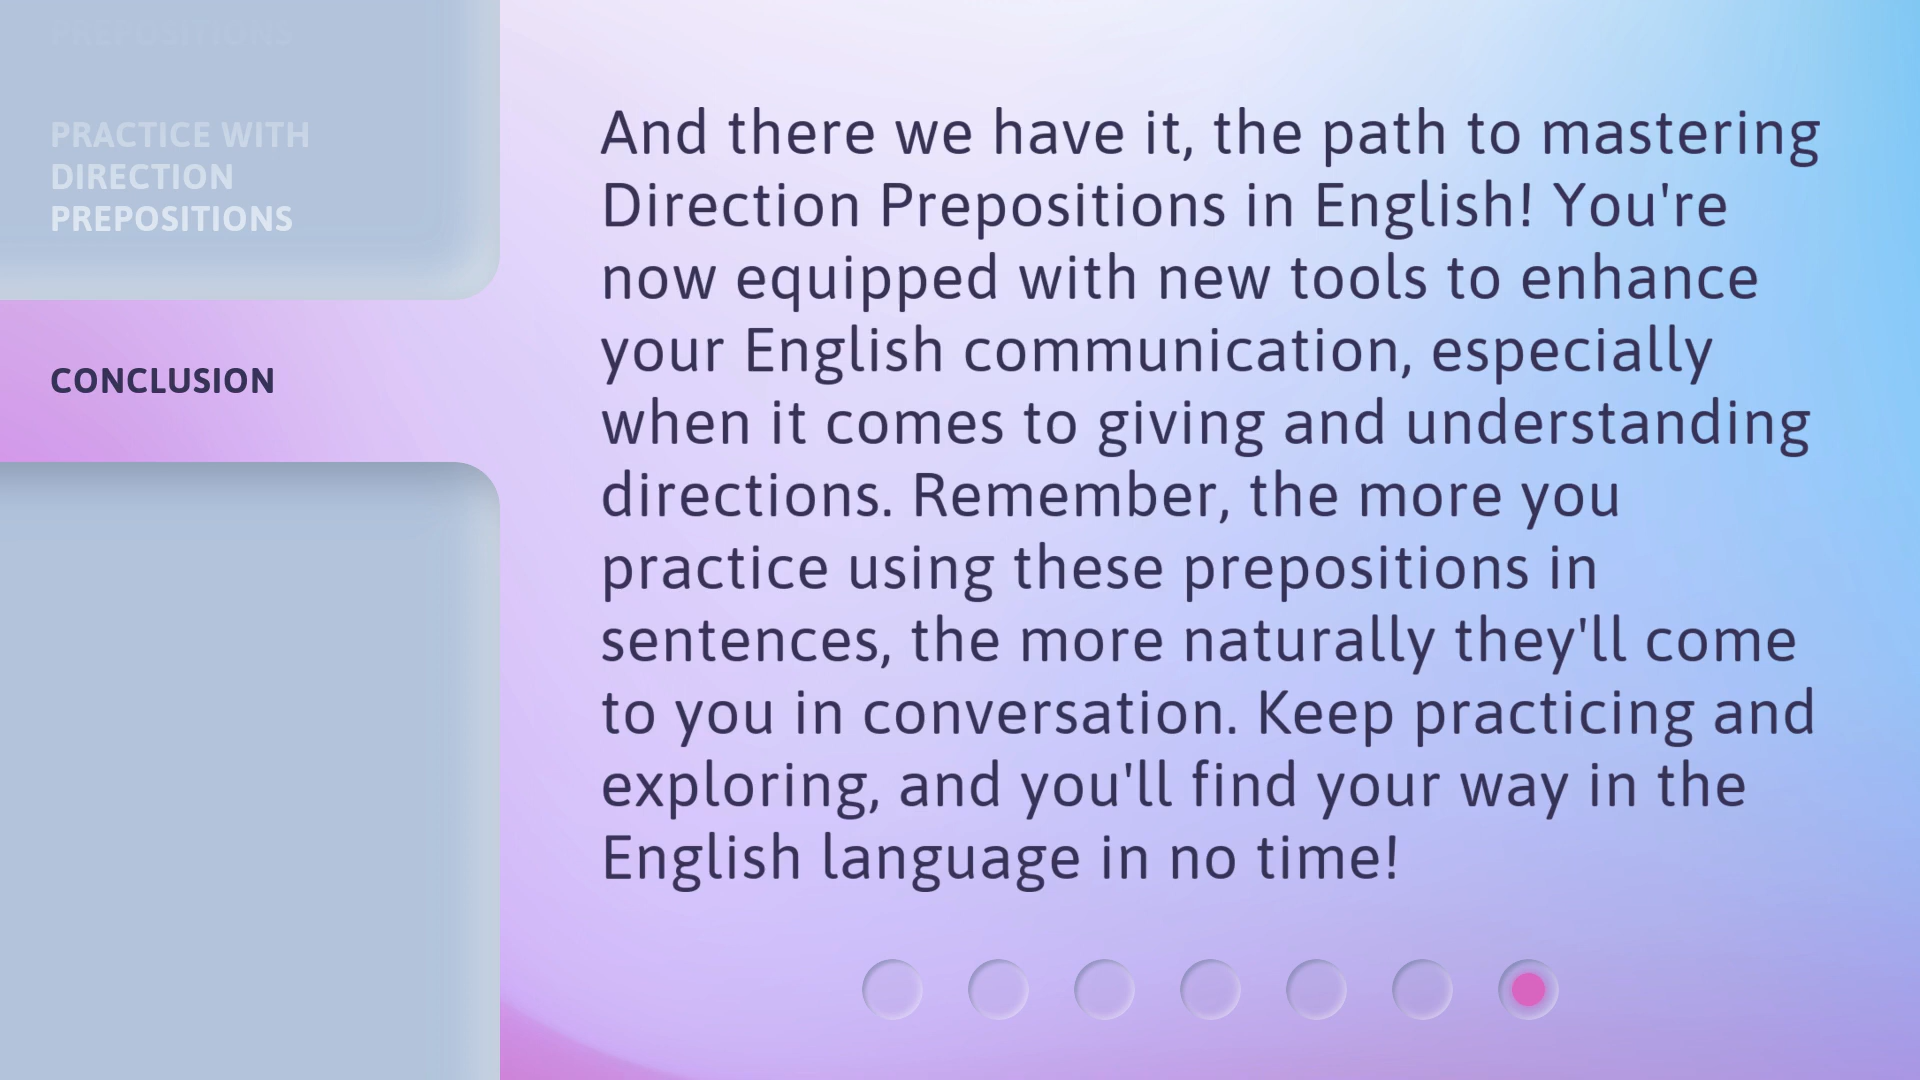 PREPOSITIONS
PRACTICE WITH
DIRECTION
PREPOSITIONS
CONCLUSION
And there we have it, the path to mastering
Direction Prepositions in English! You're
now equipped with new tools to enhance
your English communication, especially
when it comes to giving and understanding
directions. Remember, the more you
practice using these prepositions in
sentences, the more naturally they'll come
to you in conversation. Keep practicing and
exploring, and you'll find your way in the
English language in no time!